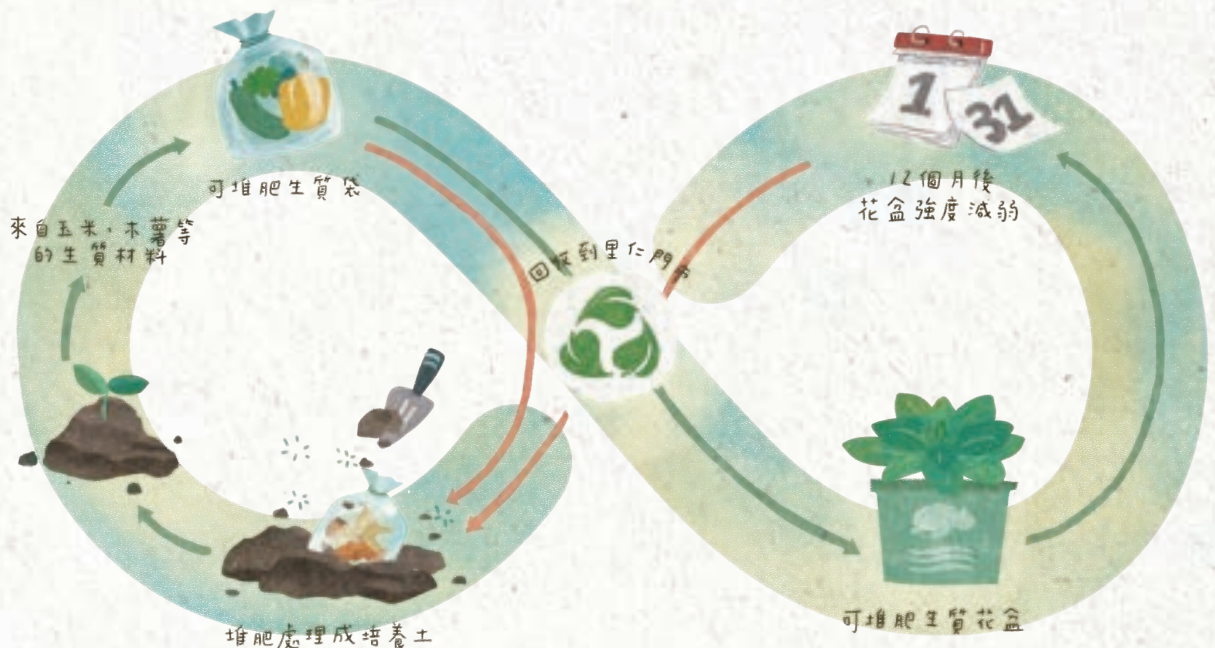 可堆肥生質袋
來自玉米,木薯等
的生質材料
回收到里仁門市
1
31
12個月後
花盆強度減弱
堆肥處理成培養土
可堆肥生質花盆